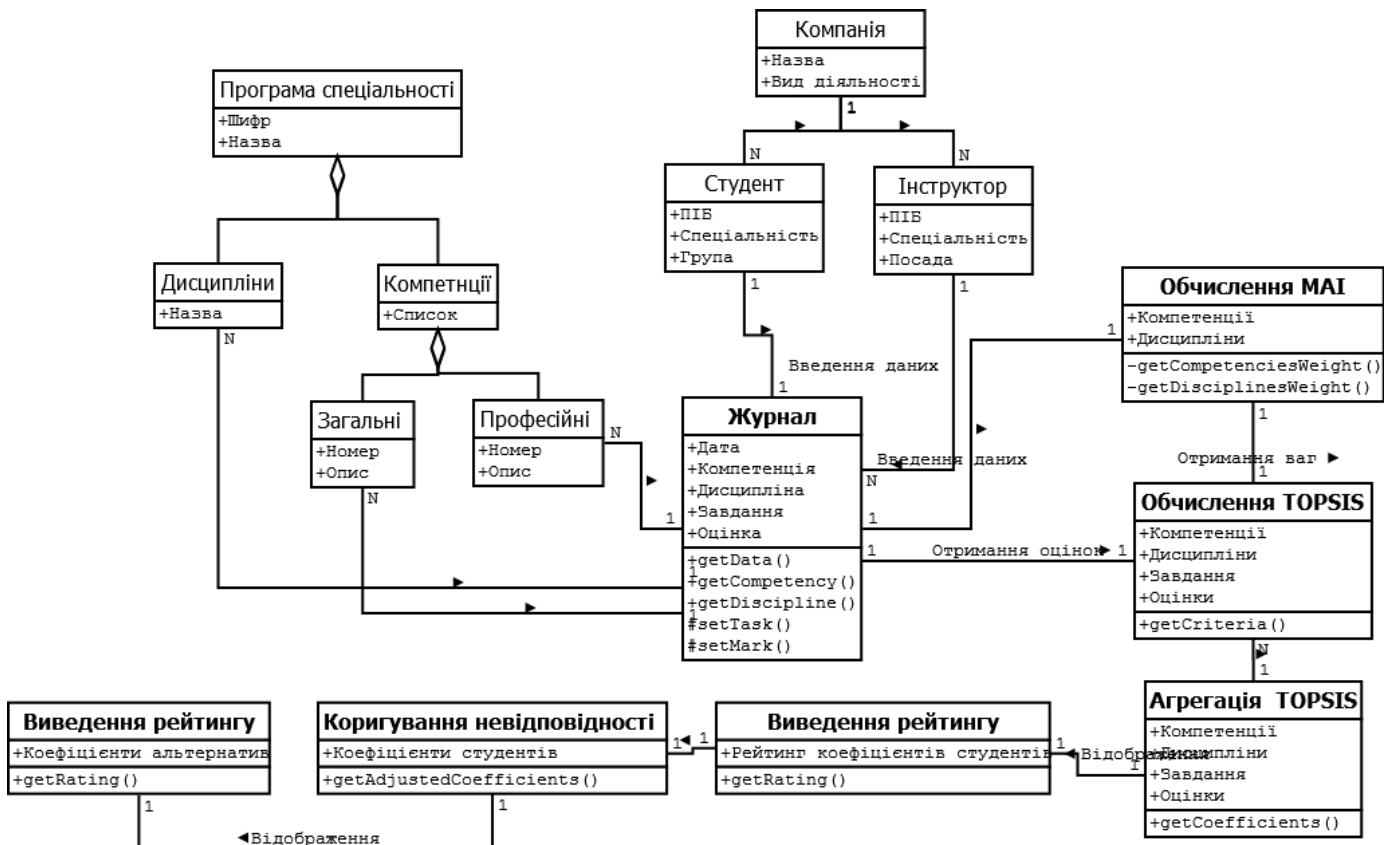 Компанія
+Назва
+Вид діяльності
1
Програма спеціальності
+Шифр
+Назва
N
N
Студент
+ПІБ
+Спеціальність
+Група
1
Інструктор
+ПІБ
+Спеціальність
+Посада
1
Дисципліни
+Назва
N
Компетнції
+Список
Обчислення МАІ
+Компетенції
+Дисципліни
-getCompetenciesWeight()
-getDisciplinesWeight()
1
1
Введення даних
1
Загальні
+Номер
+Опис
N
Професійні
+Номер
+Опис
N
1
Журнал
+Дата
+Компетенція
+Дисципліна
+Завдання
+Оцінка
+getData()
+getCompetency()
+getDiscipline()
#setTask()
#setMark()
1
1
Введення даних
N
1
Отримання ваг
1
1
Отримання оцінок
1
Обчислення TOPSIS
+Компетенції
+Дисципліни
+Завдання
+Оцінки
+getCriteria()
N
1
Агрегація TOPSIS
+Компетенції
+Дисципліни
+Завдання
+Оцінки
+getCoefficients()
1
Відображення
1
Виведення рейтингу
+Рейтинг коефіцієнтів студентів
+getRating()
1
1
Коригування невідповідності
+Коефіцієнти студентів
+getAdjustedCoefficients()
1
Виведення рейтингу
+Коефіцієнти альтернатив
+getRating()
1
Відображення